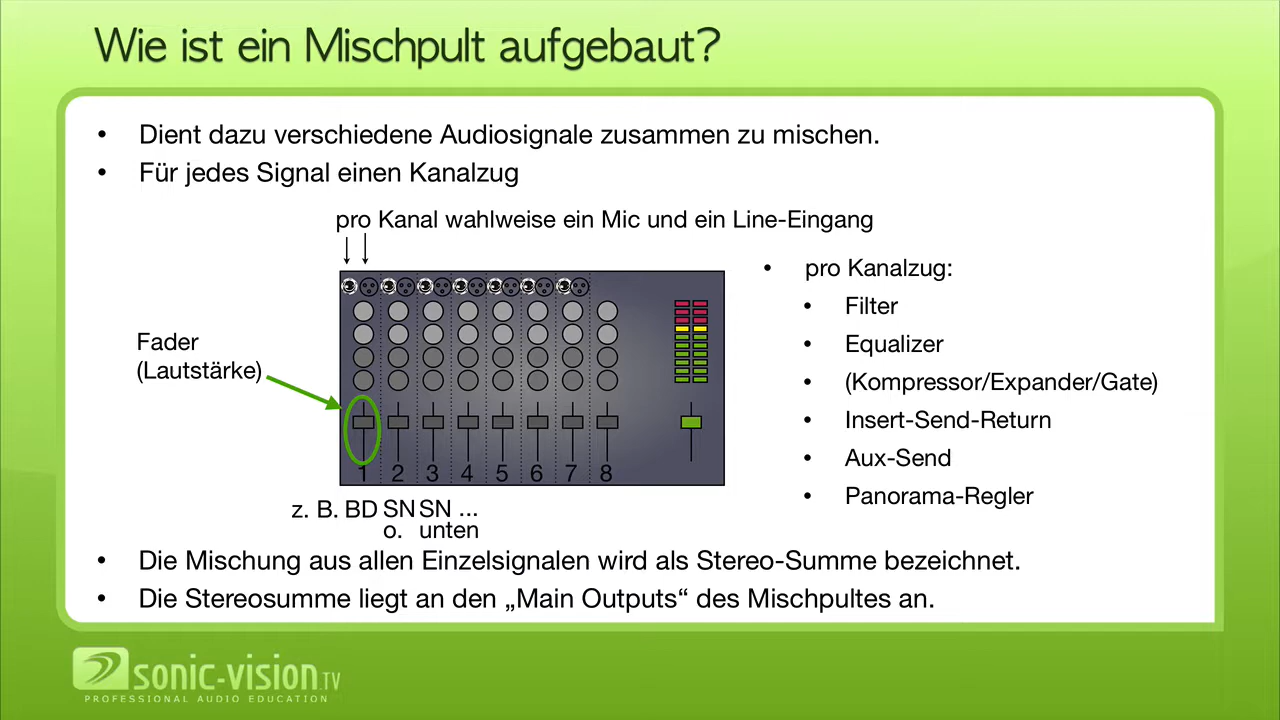 Wie ist ein Mischpult aufgebaut?
• Dient dazu verschiedene Audiosignale zusammen zu mischen.
• Für jedes Signal einen Kanalzug
pro Kanal wahlweise ein Mic und ein Line-Eingang
Fader
(Lautstärke)
1 2 3 4 5 6 7 8
z. B. BD SN SN ...
o. unten
• pro Kanalzug:
• Filter
• Equalizer
• (Kompressor/Expander/Gate)
• Insert-Send-Return
• Aux-Send
• Panorama-Regler
• Die Mischung aus allen Einzelsignalen wird als Stereo-Summe bezeichnet.
• Die Stereosumme liegt an den „Main Outputs“ des Mischpultes an.
sonic-vision.TV
PROFESSIONAL AUDIO EDUCATION